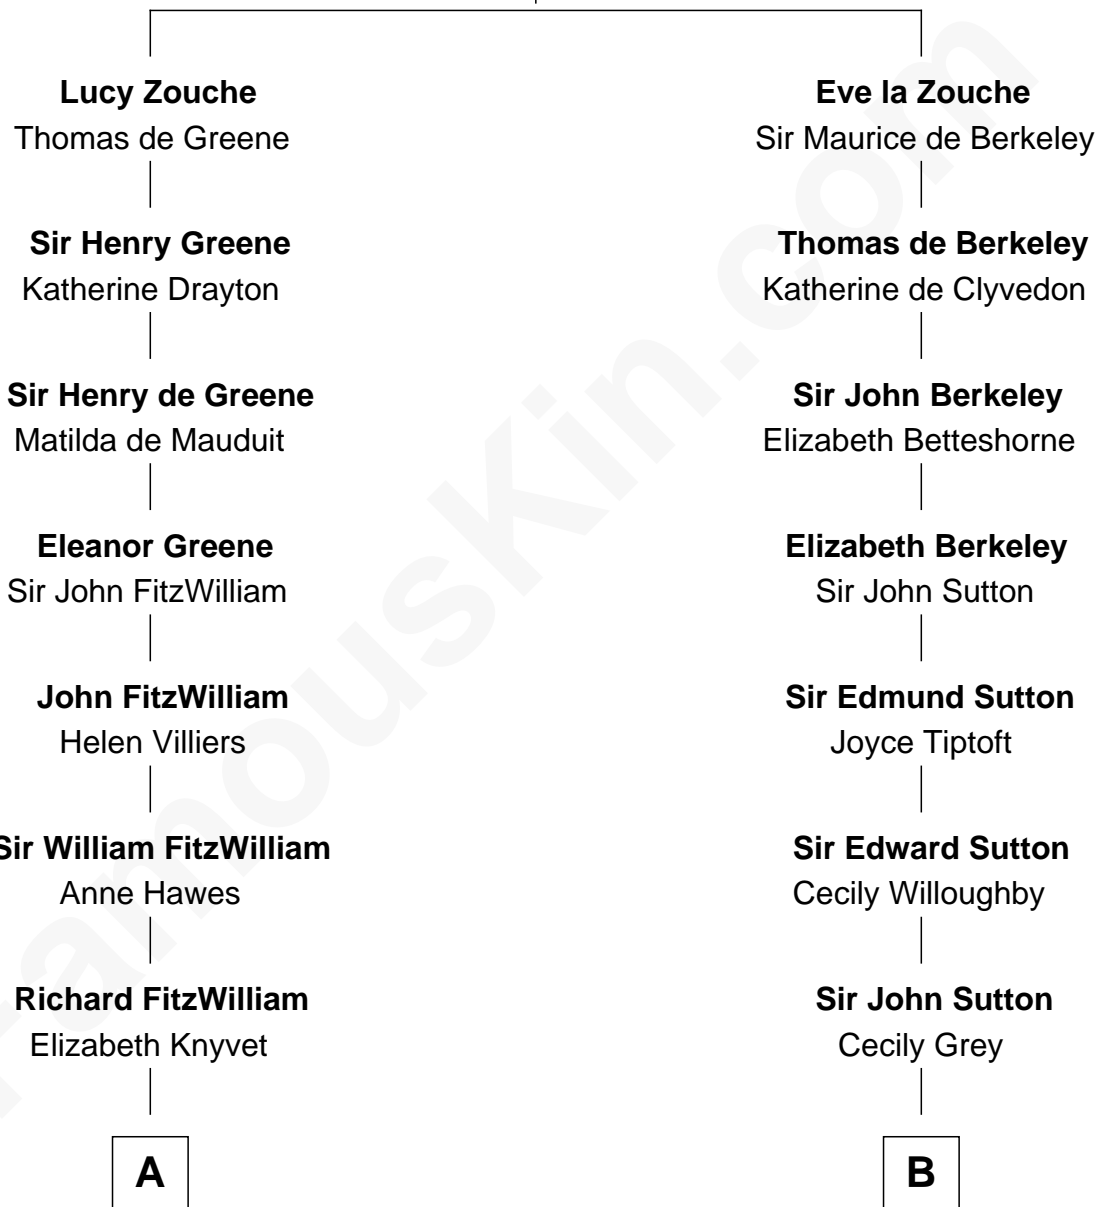 Lucy Zouche
Thomas de Greene
Eve la Zouche
Sir Maurice de Berkeley
Sir Henry Greene
Katherine Drayton
Thomas de Berkeley
Katherine de Clyvedon
Sir Henry de Greene
Matilda de Mauduit
Sir John Berkeley
Elizabeth Betteshorne
Eleanor Greene
Sir John FitzWilliam
Elizabeth Berkeley
Sir John Sutton
John FitzWilliam
Helen Villiers
Sir Edmund Sutton
Joyce Tiptoft
Sir William FitzWilliam
Anne Hawes
Sir Edward Sutton
Cecily Willoughby
Richard FitzWilliam
Elizabeth Knyvet
Sir John Sutton
Cecily Grey
A
B
FamousKin.com